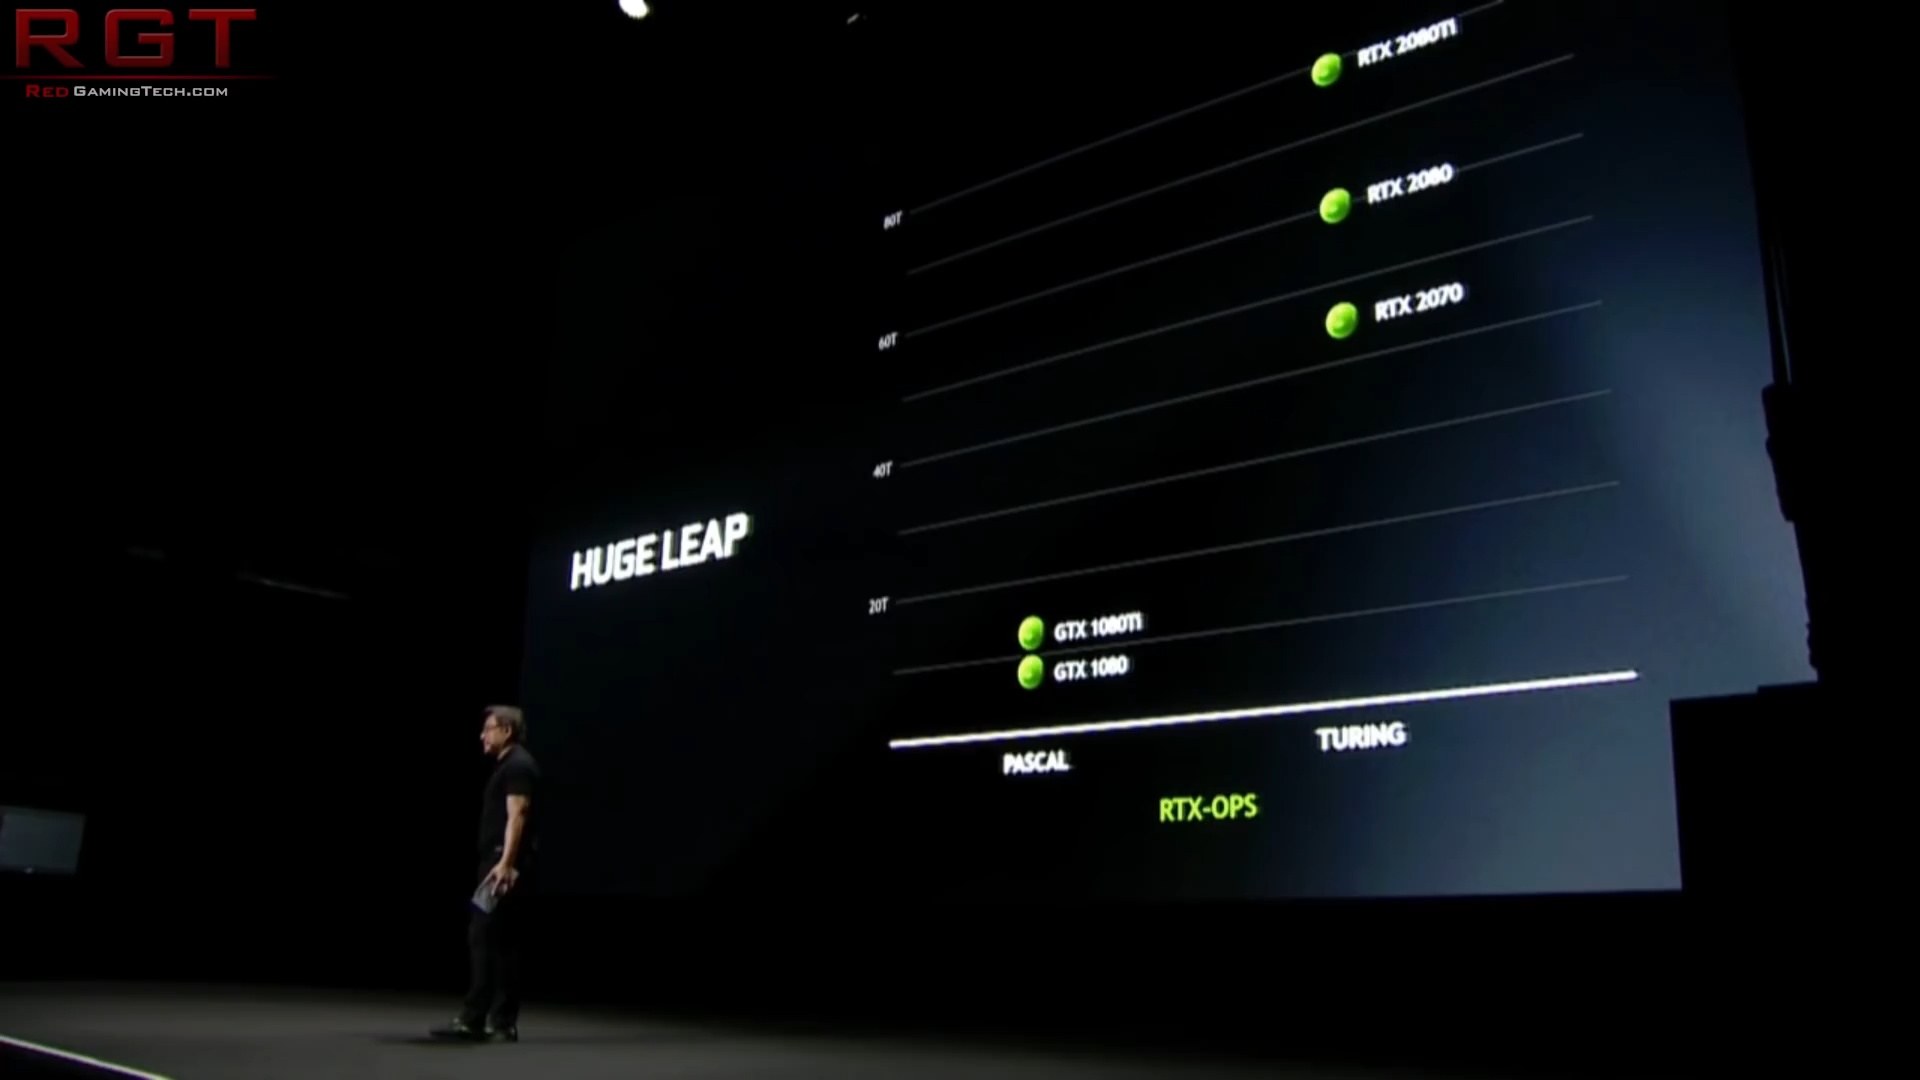 RGT
RedGamingTech.com
RTX 2080TI
RTX 2080
80T
RTX 2070
60T
40T
HUGE LEAP
20T
GTX 1080TI
GTX 1080
PASCAL
TURING
RTX-OPS